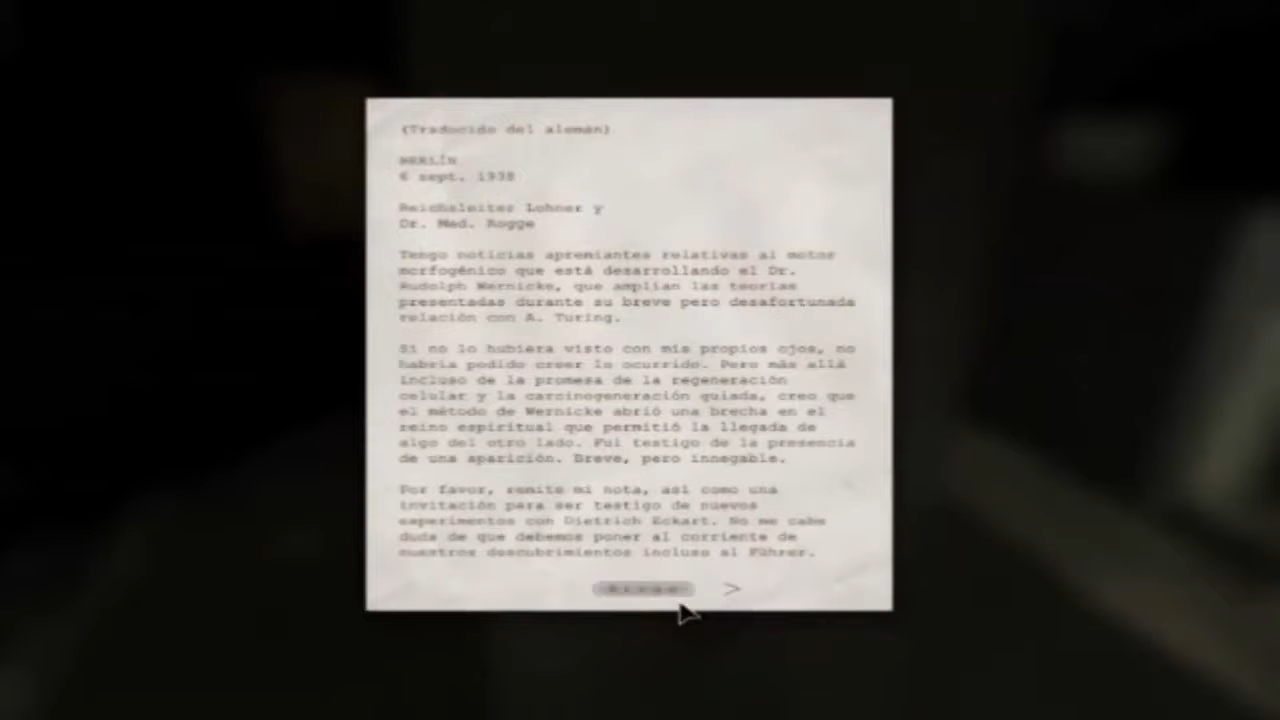 (Traducido del alemán)
BERLÍN
6 sept. 1938
Reichsleiter Lohner y
Dr. Med. Rogge
Tengo noticias apremiantes relativas al motor
morfogénico que está desarrollando el Dr.
Rudolph Wernicke, que amplían las teorías
presentadas durante su breve pero desafortunada
relación con A. Turing.
Si no lo hubiera visto con mis propios ojos, no
habría podido creer lo ocurrido. Pero más allá
incluso de la promesa de la regeneración
celular y la carcinogeneración guiada, creo que
el método de Wernicke abrió una brecha en el
reino espiritual que permitió la llegada de
algo del otro lado. Fui testigo de la presencia
de una aparición. Breve, pero innegable.
Por favor, remite mi nota, así como una
invitación para ser testigo de nuevos
experimentos con Dietrich Eckart. No me cabe
duda de que debemos poner al corriente de
nuestros descubrimientos incluso al Führer.
>